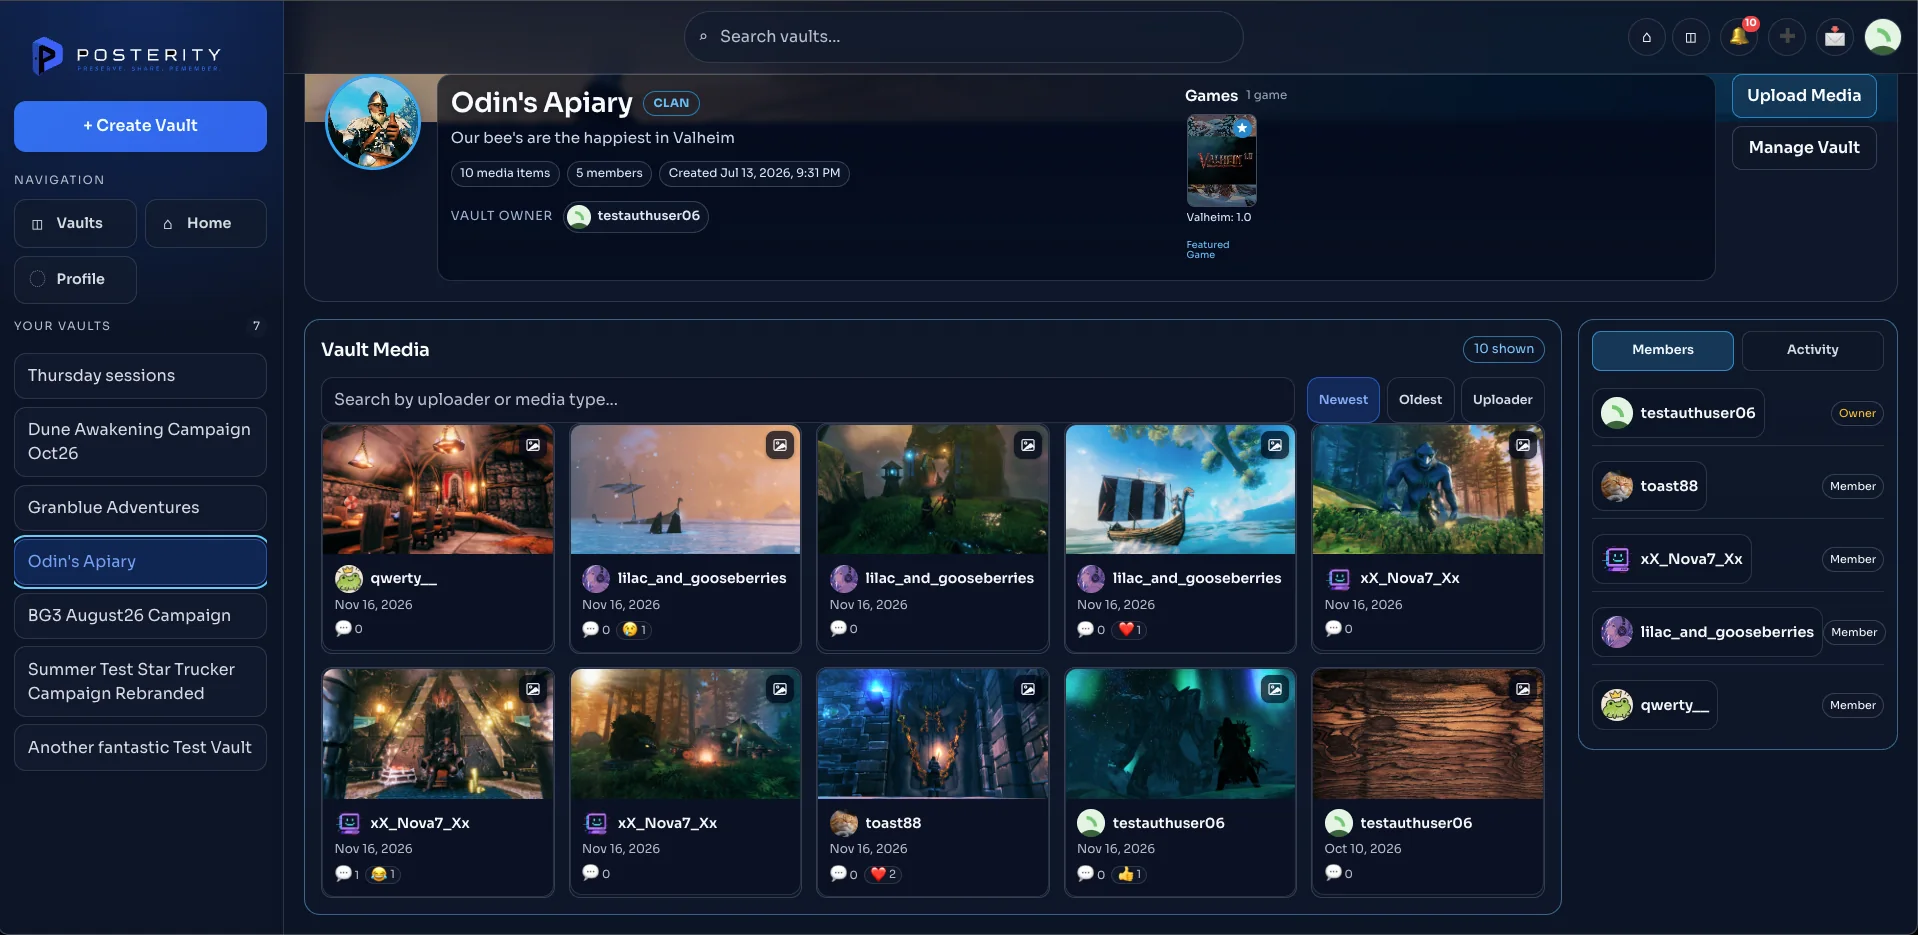 POSTERITY
PRESERVE. SHARE. REMEMBER.
Search vaults...
10
+ Create Vault
NAVIGATION
Vaults
Home
Profile
YOUR VAULTS
7
Thursday sessions
Dune Awakening Campaign
Oct26
Granblue Adventures
Odin's Apiary
BG3 August26 Campaign
Summer Test Star Trucker
Campaign Rebranded
Another fantastic Test Vault
Odin's Apiary
CLAN
Our bee's are the happiest in Valheim
10 media items
5 members
Created Jul 13, 2026, 9:31 PM
VAULT OWNER
testauthuser06
Games
1 game
VALHEIM 1.0
Valheim: 1.0
Featured
Game
Upload Media
Manage Vault
Vault Media
10 shown
Search by uploader or media type...
Newest
Oldest
Uploader
qwerty__
Nov 16, 2026
0
lilac_and_gooseberries
Nov 16, 2026
0
1
lilac_and_gooseberries
Nov 16, 2026
0
lilac_and_gooseberries
Nov 16, 2026
0
1
xX_Nova7_Xx
Nov 16, 2026
0
xX_Nova7_Xx
Nov 16, 2026
1
1
xX_Nova7_Xx
Nov 16, 2026
0
toast88
Nov 16, 2026
0
2
testauthuser06
Nov 16, 2026
0
1
testauthuser06
Oct 10, 2026
0
Members
Activity
testauthuser06
Owner
toast88
Member
xX_Nova7_Xx
Member
lilac_and_gooseberries
Member
qwerty__
Member